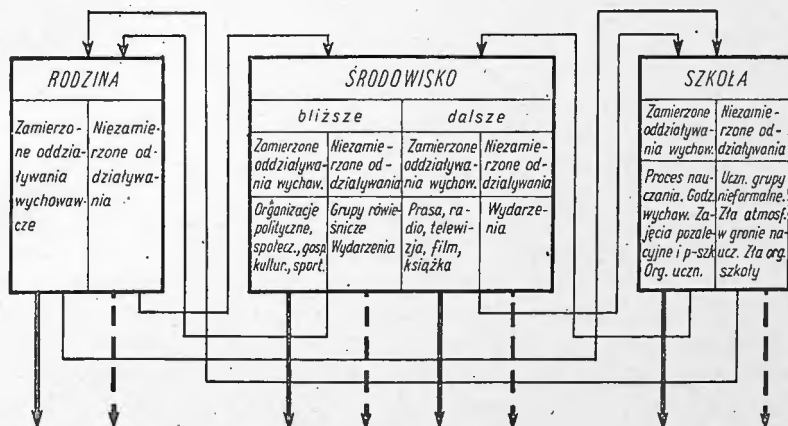 RODZINA
Zamierzo-
ne oddzia-
ływania
wychowaw-
cze
Niezamie-
rzone od-
działywa-
nia
ŚRODOWISKO
bliższe
dalsze
Zamierzone
oddziaływa-
nia wychow.
Niezamie-
rzone od-
działywania
Zamierzone
oddziaływa-
nia wychow.
Niezamie-
rzone od-
działywania
Organizacje
polityczne,
społecz., gosp.
kultur., sport.
Grupy rówie-
śnicze
Wydarzenia
Prasa, ra-
dio, telewi-
zja, film,
książka
Wydarze-
nia
SZKOŁA
Zamierzone
oddziaływa-
nia wychow.
Niezamie-
rzone od-
działywania
Proces nau-
czania. Godz.
wychow. Za-
jęcia pozale-
cyjne i p-szk.
Org. uczn.
Uczn. grupy
nieformalne.
Zła atmosf.
w gronie na-
ucz. Zła org.
szkoły